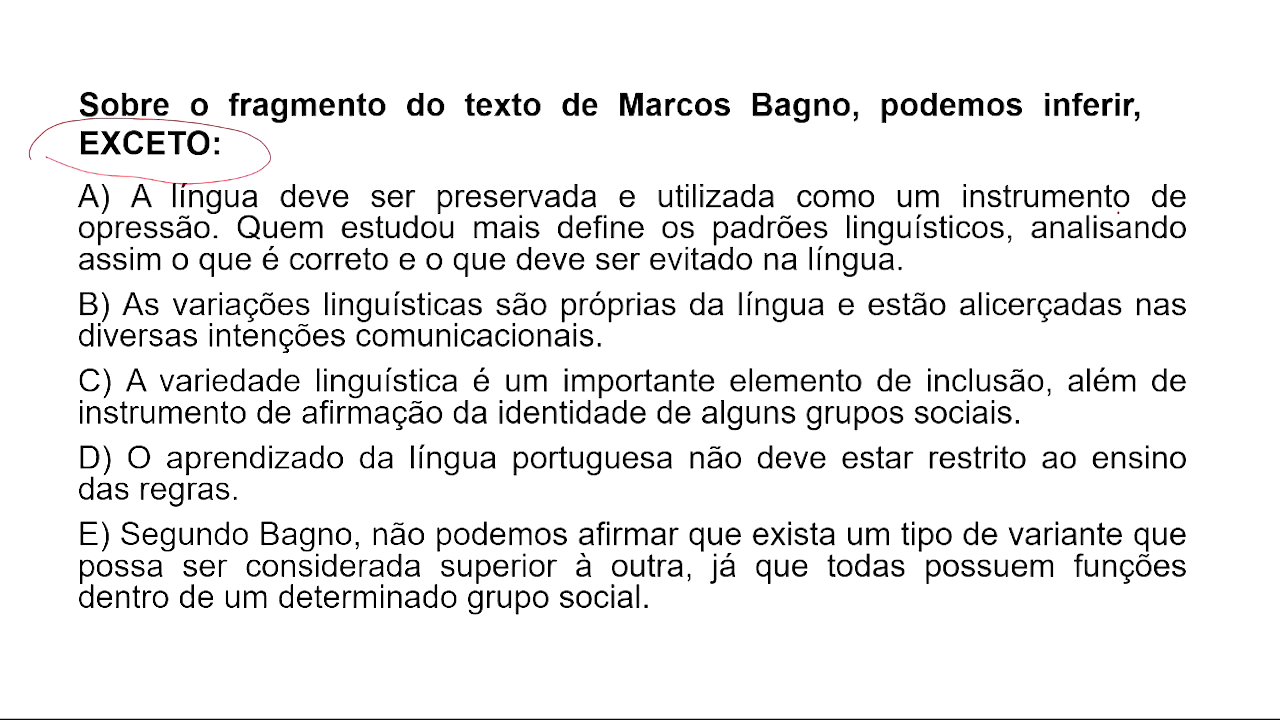 Sobre o fragmento do texto de Marcos Bagno, podemos inferir,
EXCETO:
A) A língua deve ser preservada e utilizada como um instrumento de
opressão. Quem estudou mais define os padrões linguísticos, analisando
assim o que é correto e o que deve ser evitado na língua.
B) As variações linguísticas são próprias da língua e estão alicerçadas nas
diversas intenções comunicacionais.
C) A variedade linguística é um importante elemento de inclusão, além de
instrumento de afirmação da identidade de alguns grupos sociais.
D) O aprendizado da língua portuguesa não deve estar restrito ao ensino
das regras.
E) Segundo Bagno, não podemos afirmar que exista um tipo de variante que
possa ser considerada superior à outra, já que todas possuem funções
dentro de um determinado grupo social.